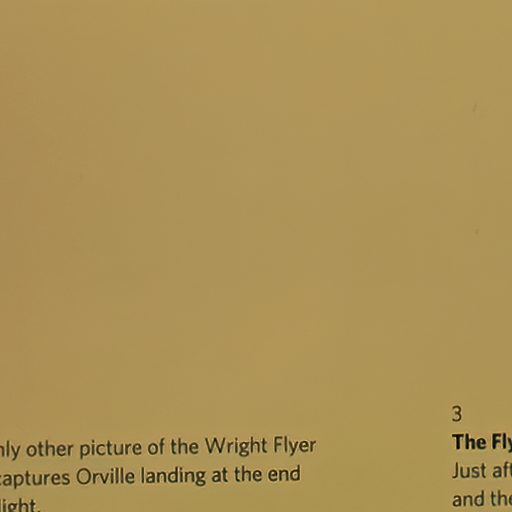 nly other picture of the Wright Flyer
captures Orville landing at the end
light.
3
The Fly
Just aft
and the